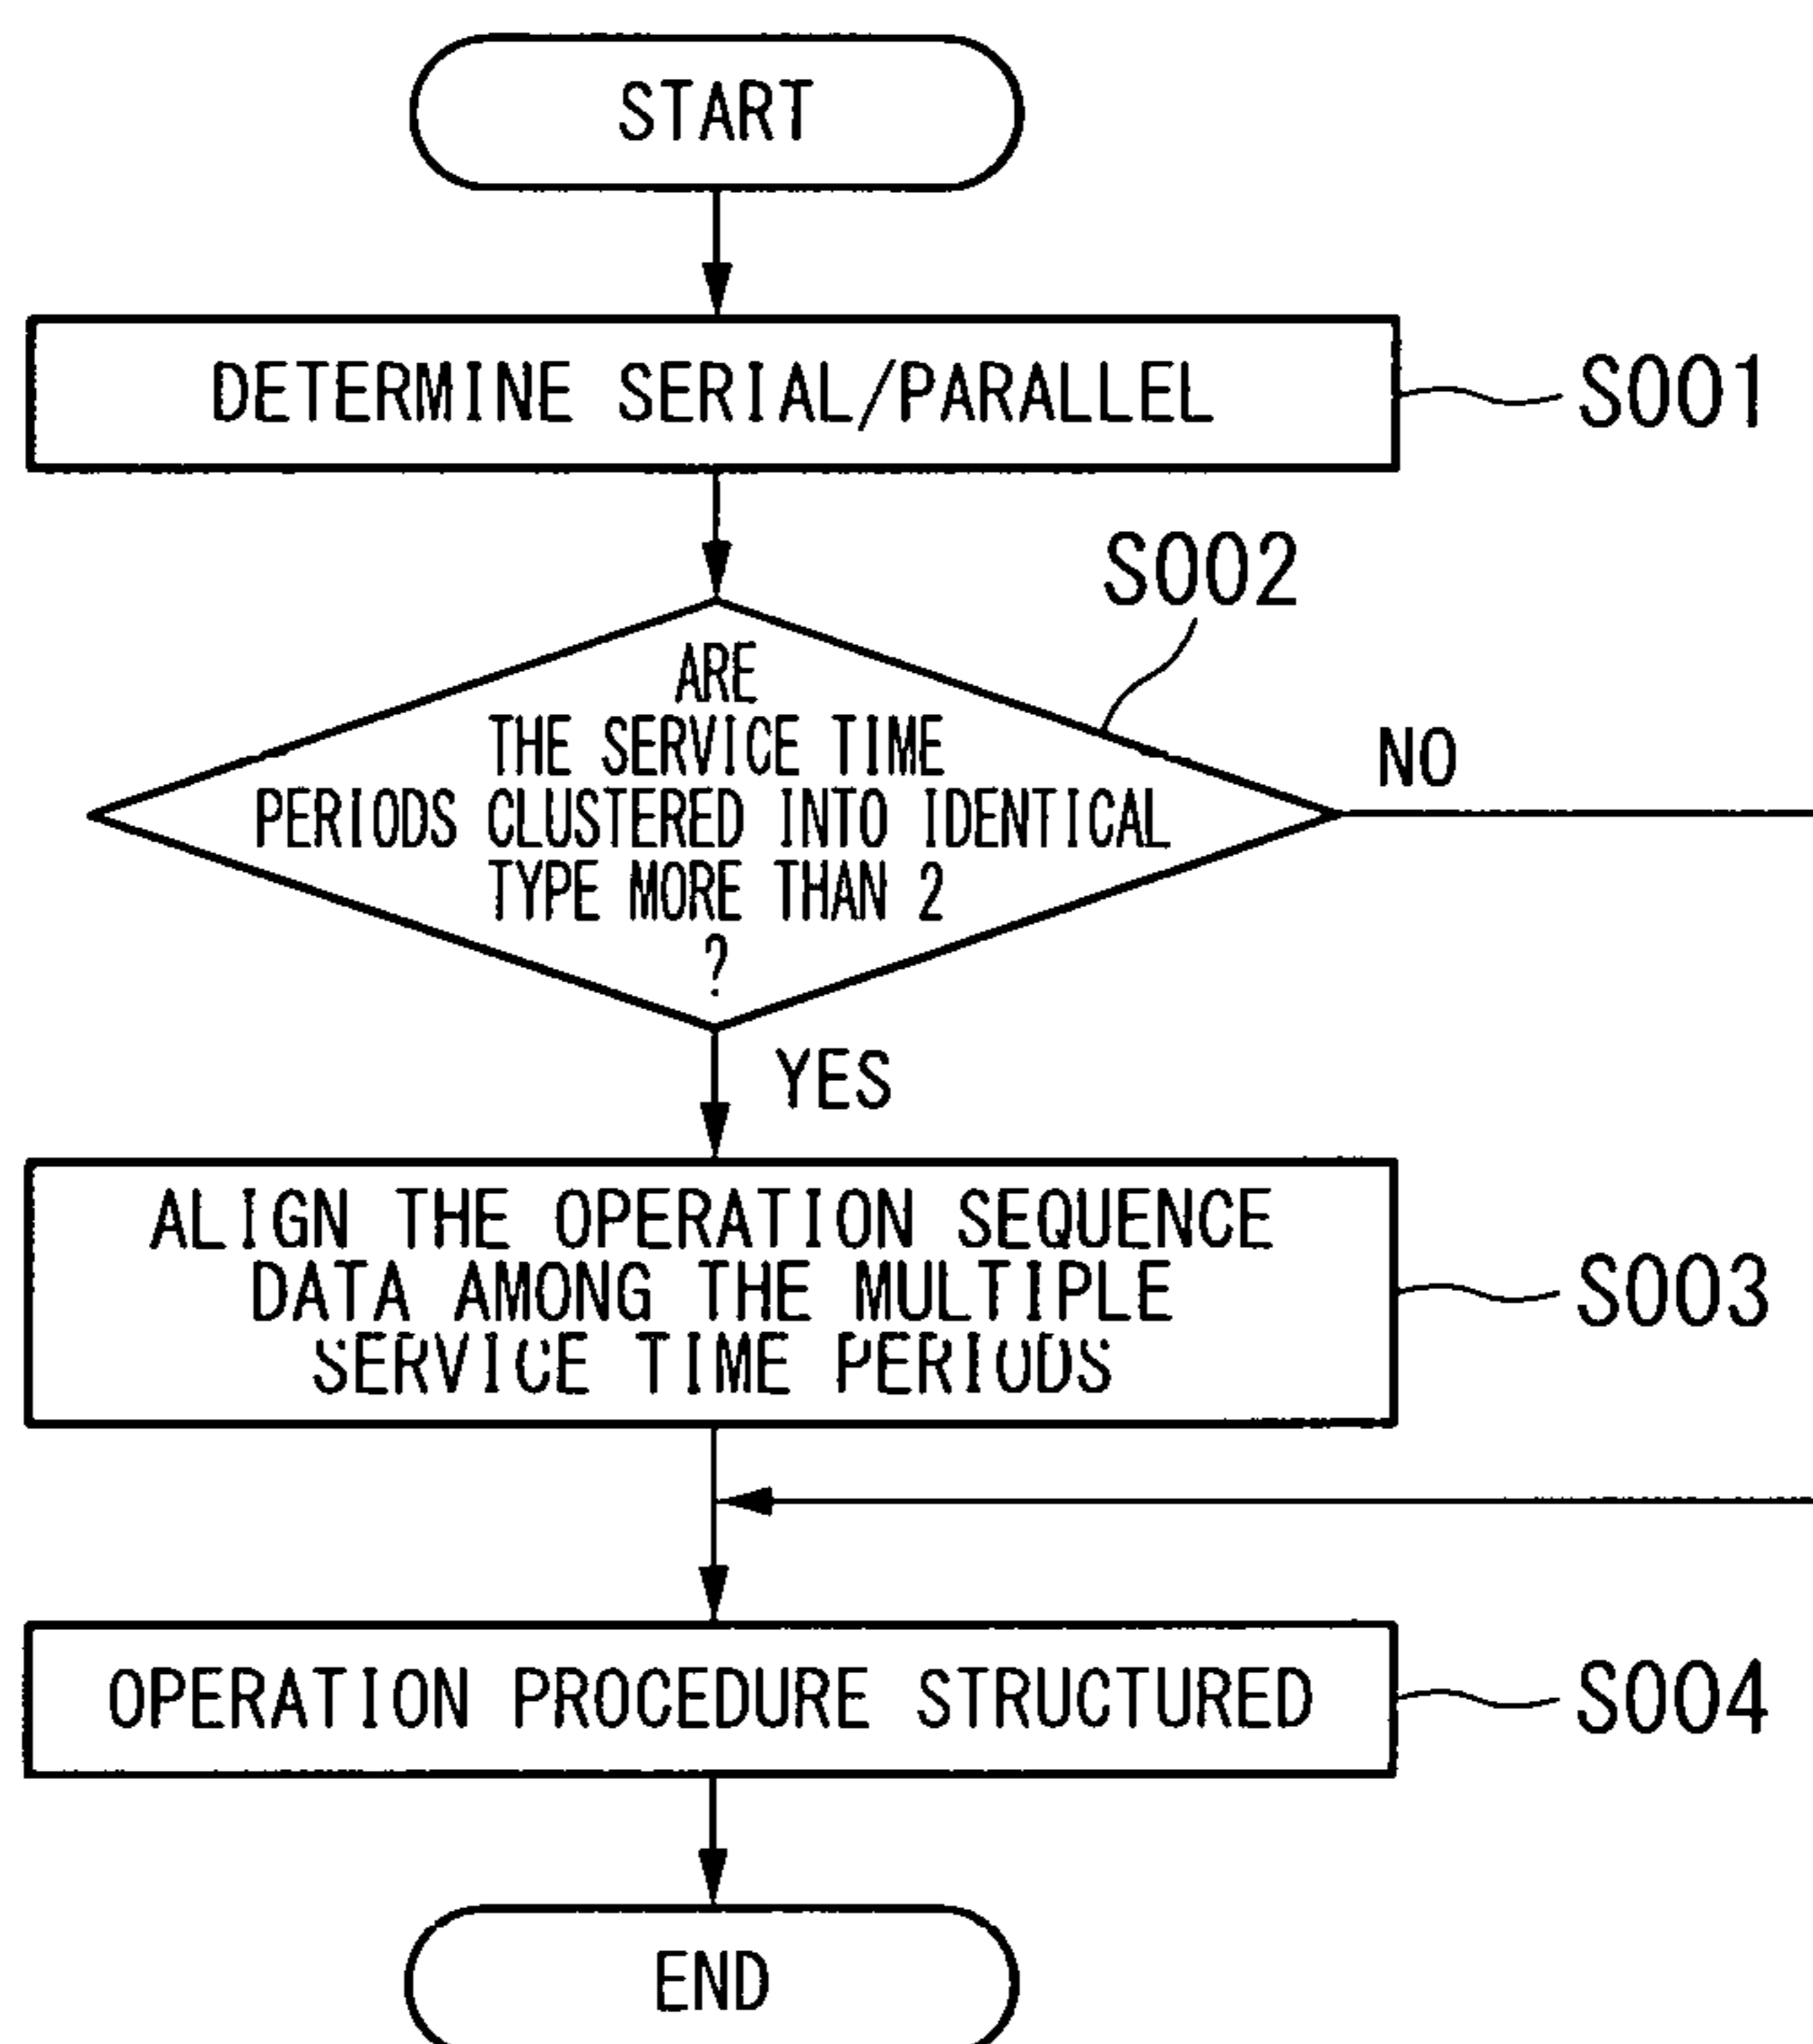 START
DETERMINE SERIAL/PARALLEL
S001
S002
ARE
THE SERVICE TIME
PERIODS CLUSTERED INTO IDENTICAL
TYPE MORE THAN 2
?
NO
YES
ALIGN THE OPERATION SEQUENCE
DATA AMONG THE MULTIPLE
SERVICE TIME PERIODS
S003
OPERATION PROCEDURE STRUCTURED
S004
END